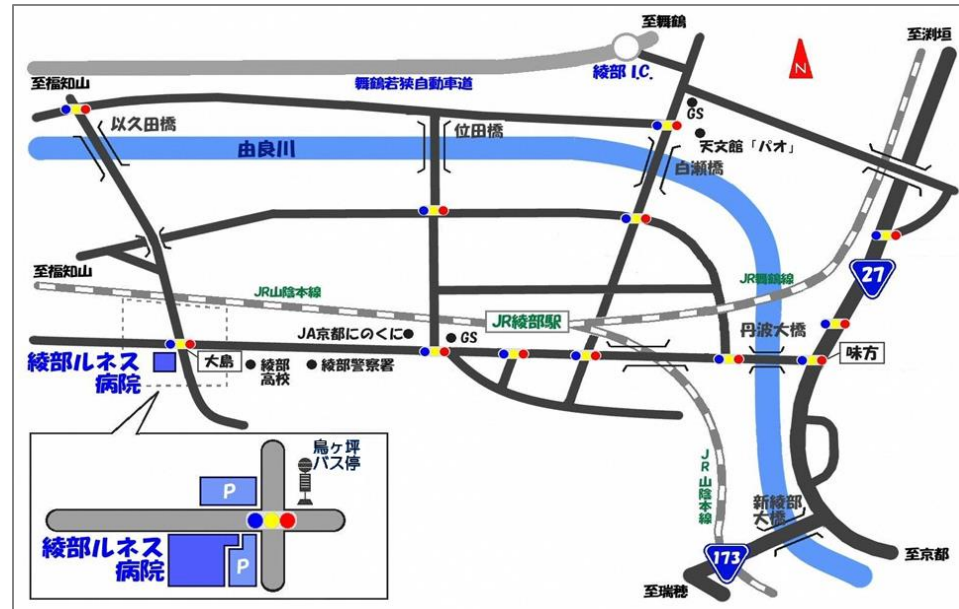 至舞鶴
至渕垣
綾部 I.C.
N
至福知山
舞鶴若狭自動車道
GS
以久田橋
位田橋
天文館「パオ」
由良川
白瀬橋
至福知山
JR山陰本線
JR舞鶴線
27
JR綾部駅
丹波大橋
JA京都にのくに
GS
味方
綾部ルネス
病院
大島
綾部
高校
綾部警察署
JR山陰本線
烏ヶ坪
バス停
P
新綾部
大橋
綾部ルネス
病院
P
173
至京都
至瑞穂